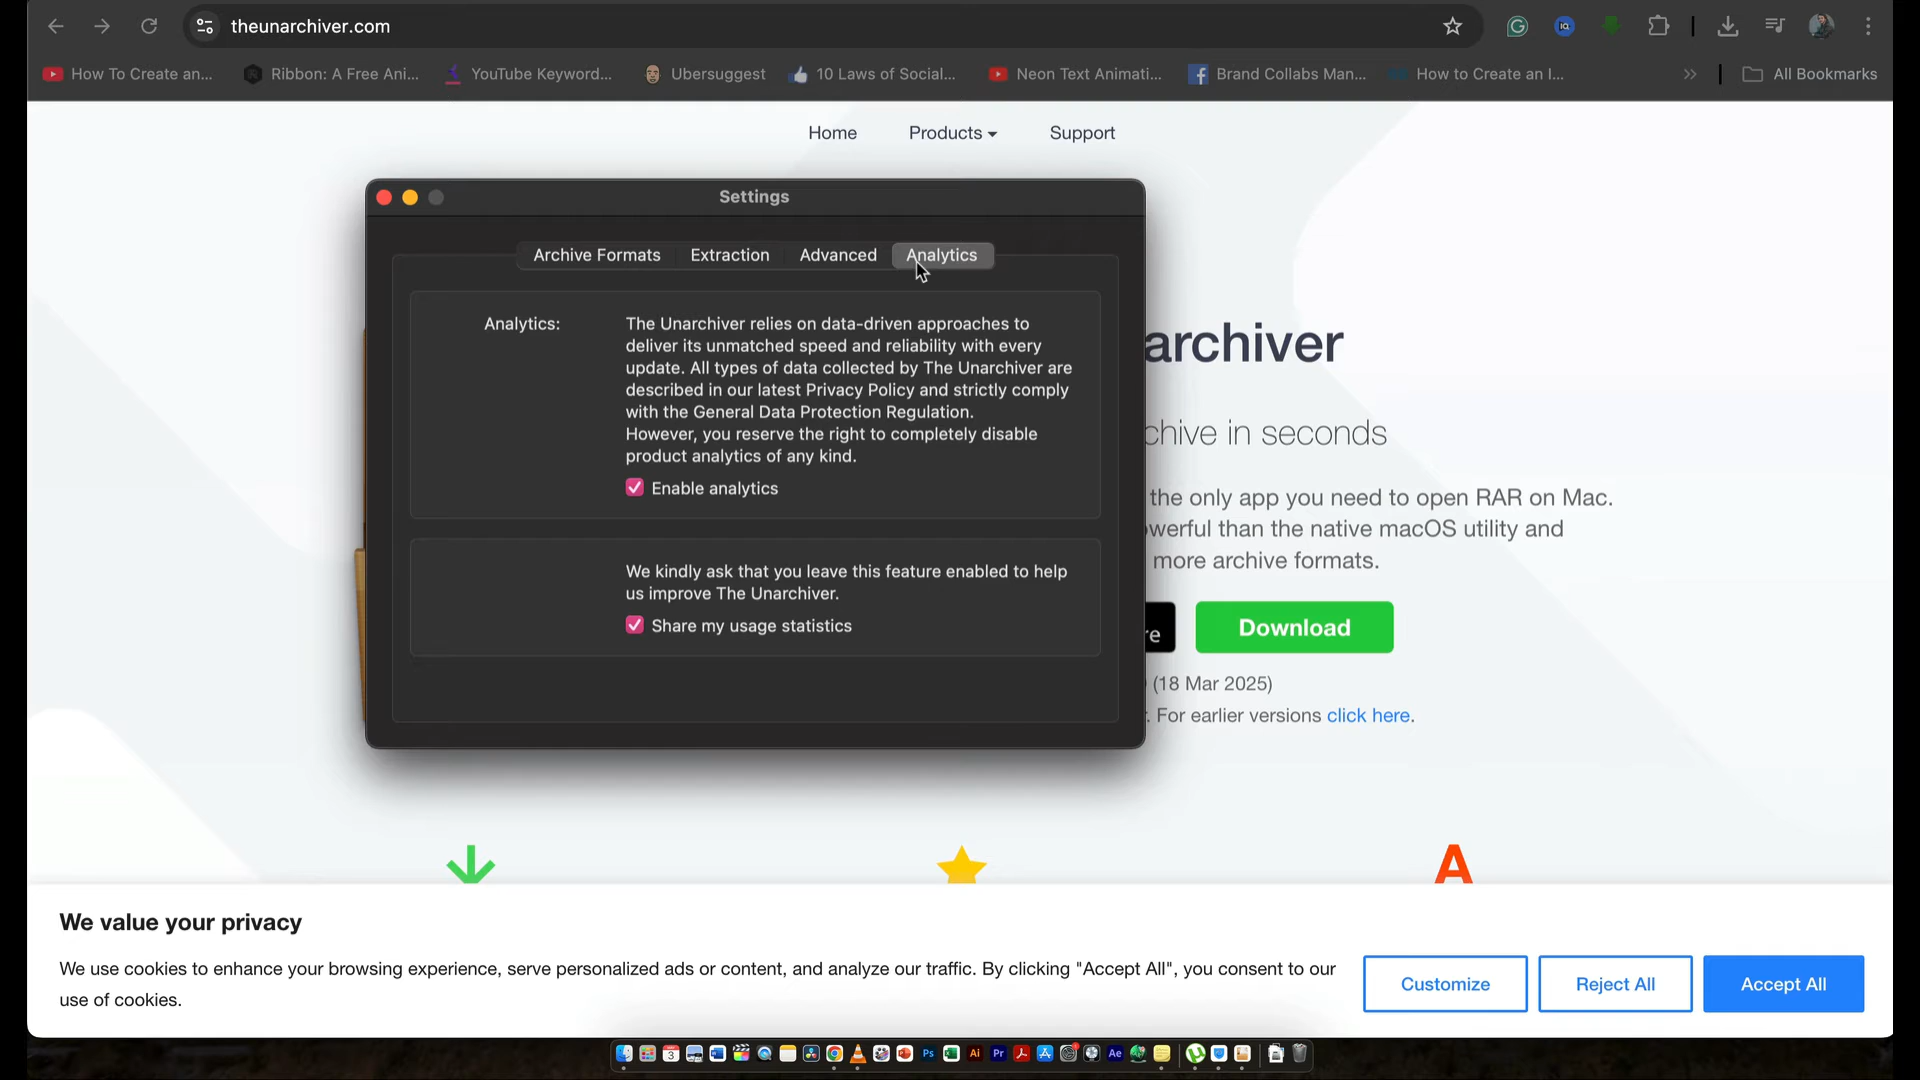 theunarchiver.com
How To Create an... Ribbon: A Free Ani... YouTube Keyword... Ubersuggest 10 Laws of Social... Neon Text Animati... Brand Collabs Man... How to Create an I... » All Bookmarks
Home Products Support
Settings
Archive Formats Extraction Advanced Analytics
Analytics: The Unarchiver relies on data-driven approaches to
deliver its unmatched speed and reliability with every
update. All types of data collected by The Unarchiver are
described in our latest Privacy Policy and strictly comply
with the General Data Protection Regulation.
However, you reserve the right to completely disable
product analytics of any kind.
Enable analytics
We kindly ask that you leave this feature enabled to help
us improve The Unarchiver.
Share my usage statistics
archiver
chive in seconds
the only app you need to open RAR on Mac.
werful than the native macOS utility and
more archive formats.
re Download
(18 Mar 2025)
. For earlier versions click here.
A
We value your privacy
We use cookies to enhance your browsing experience, serve personalized ads or content, and analyze our traffic. By clicking "Accept All", you consent to our
use of cookies.
Customize Reject All Accept All
3 Ps Ai Pr Ae